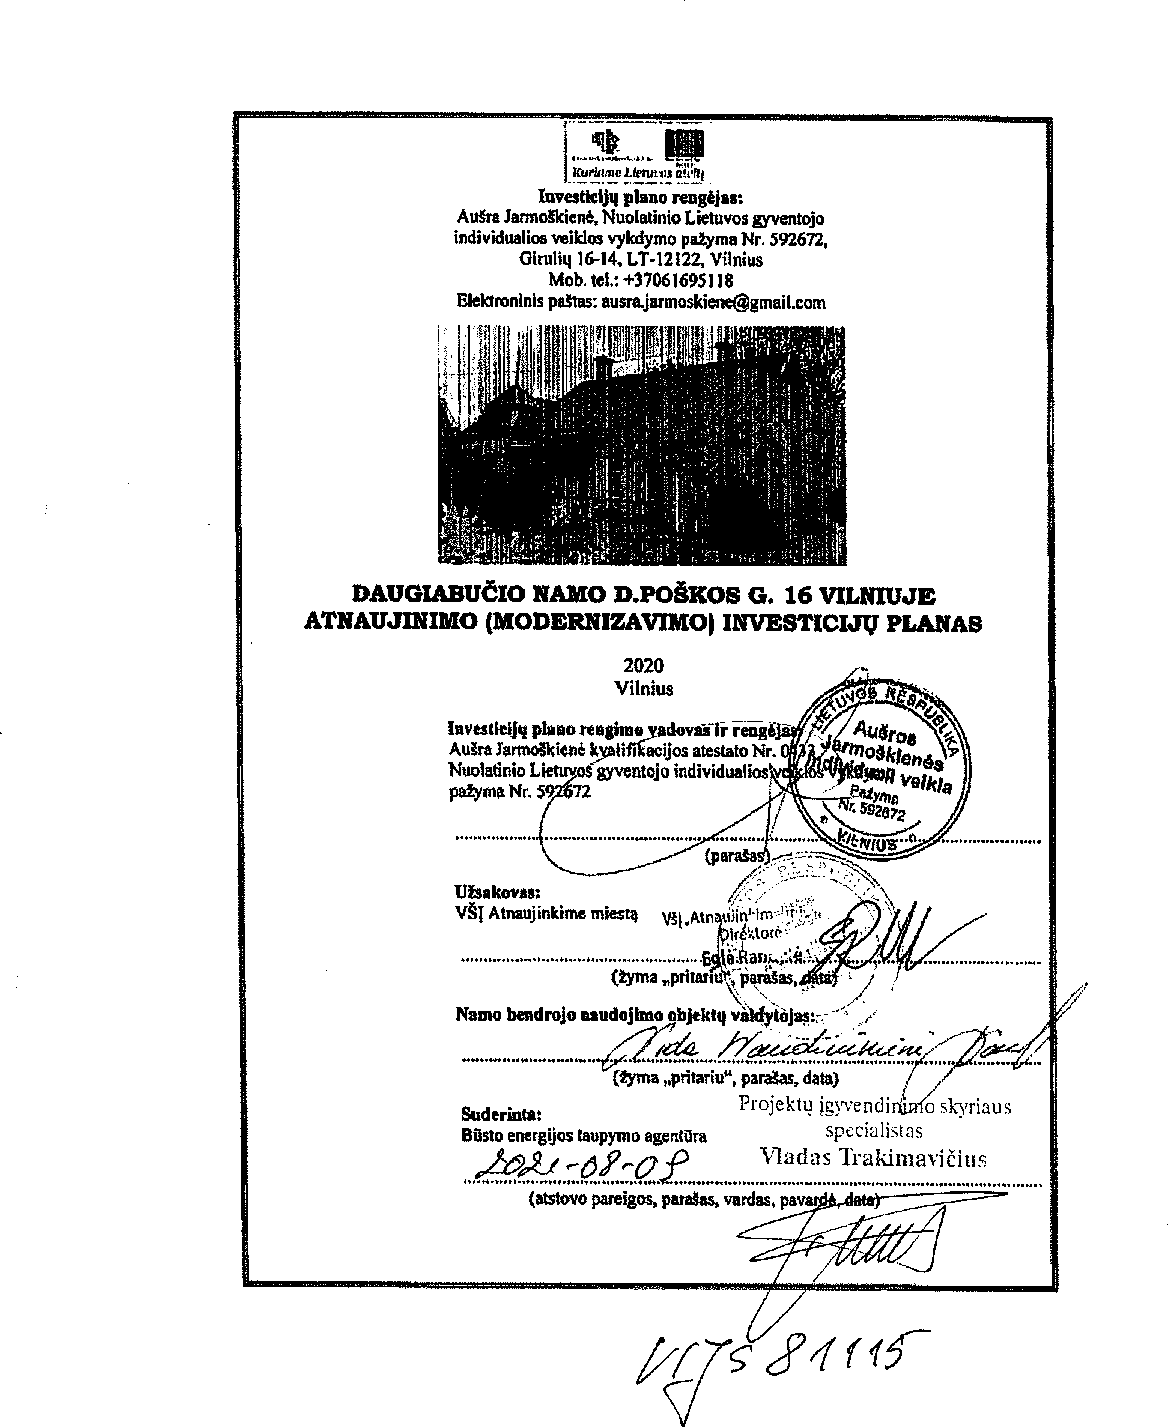 Kuriame Lietuvos ateitį
Investicijų plano rengėjas:
Aušra Jarmoškienė, Nuolatinio Lietuvos gyventojo
individualios veiklos vykdymo pažyma Nr. 592672,
Girulių 16-14, LT-12122, Vilnius
Mob. tel.: +37061695118
Elektroninis paštas: ausra.jarmoskiene@gmail.com
DAUGIABUČIO NAMO D.POŠKOS G. 16 VILNIUJE
ATNAUJINIMO (MODERNIZAVIMO) INVESTICIJŲ PLANAS
2020
Vilnius
Investicijų plano rengimo vadovas ir rengėjas
Aušra Jarmoškienė kvalifikacijos atestato Nr.
Nuolatinio Lietuvos gyventojo individualios veiklos vykdymo
pažyma Nr. 592672
LIETUVOS RESPUBLIKA
Aušros
Jarmoškienės
individuali veikla
Pažyma
Nr. 592672
VILNIUS
(parašas)
Užsakovas:
VŠĮ Atnaujinkime miestą
VšĮ „Atnaujinkime
Direktorė
Eglė
(žyma „pritariu“, parašas, data)
Namo bendrojo naudojimo objektų valdytojas:
(žyma „pritariu“, parašas, data)
Projektų įgyvendinimo skyriaus
specialistas
Vladas Trakimavičius
Suderinta:
Būsto energijos taupymo agentūra
2021-08-09
(atstovo pareigos, parašas, vardas, pavardė, data)
81115